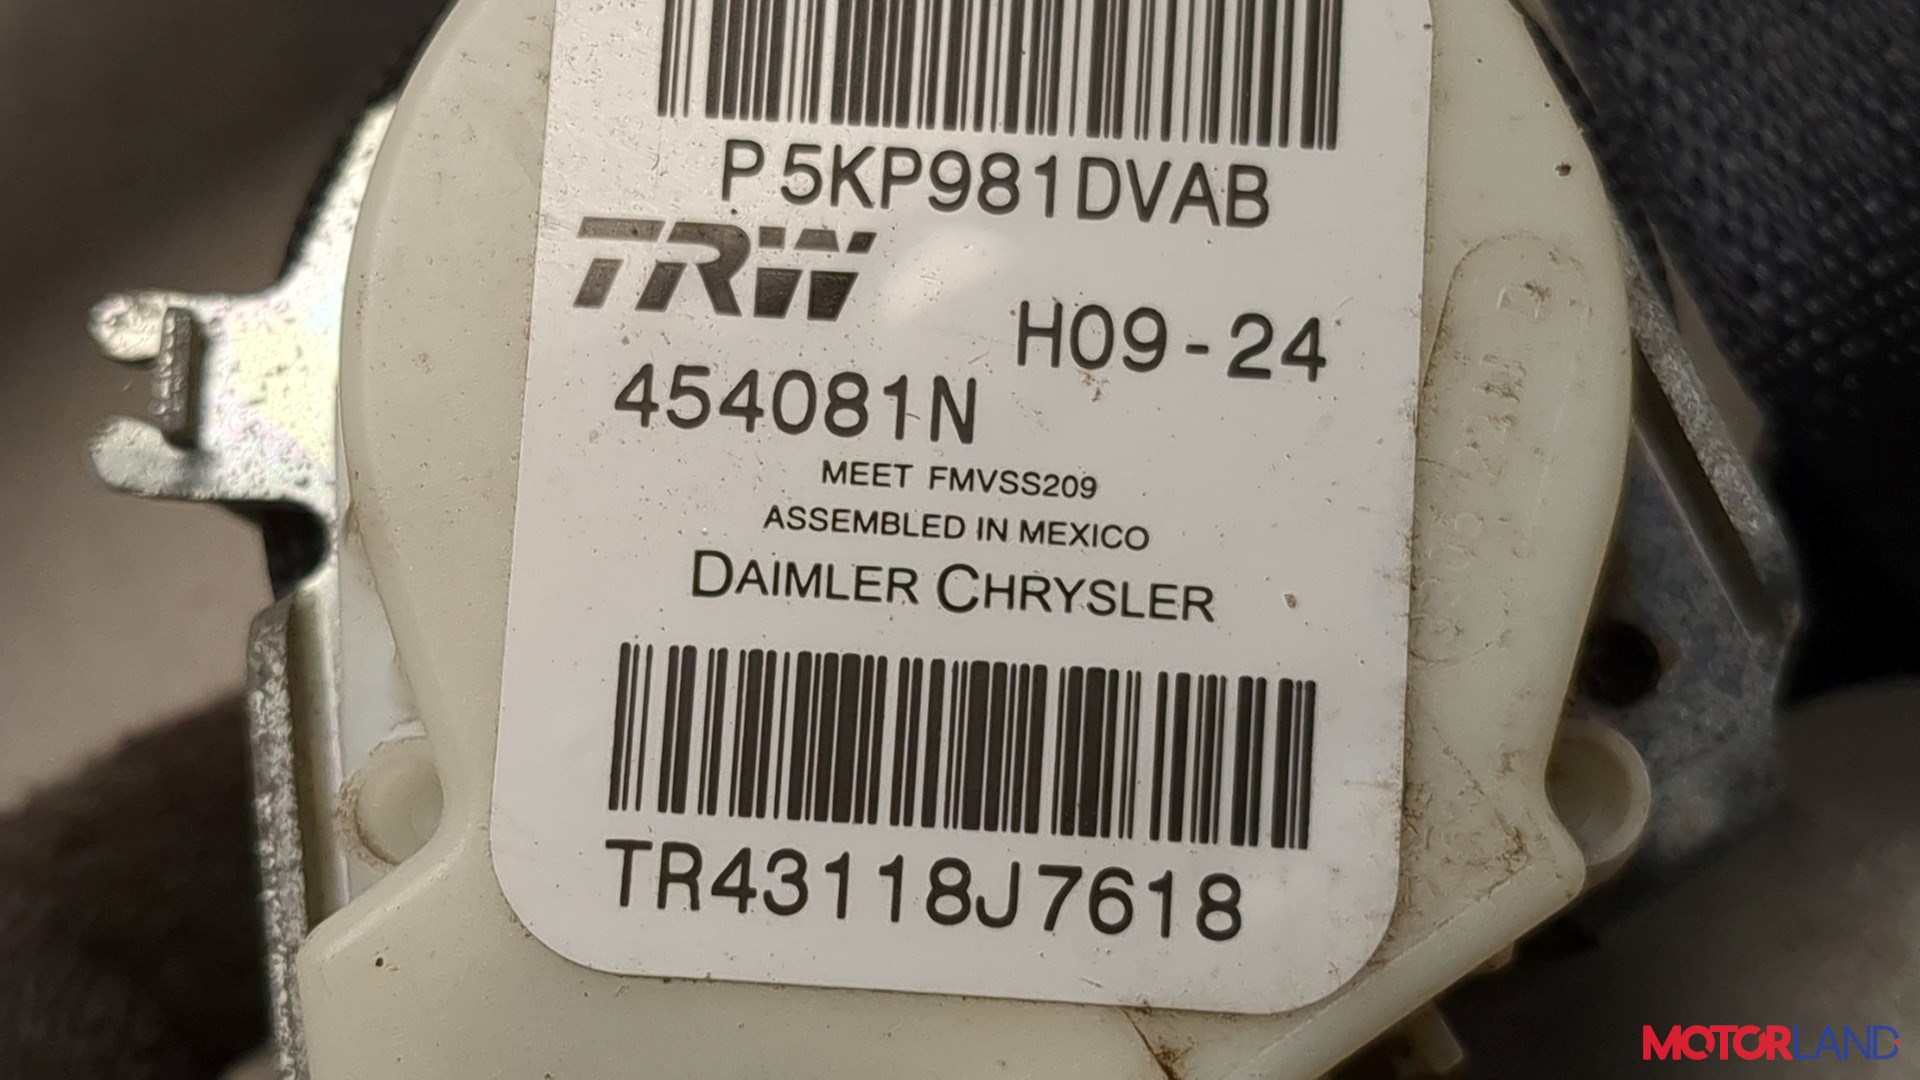 P 5KP981DVAB
TRW
H09-24
454081N
MEET FMVSS209
ASSEMBLED IN MEXICO
DAIMLER CHRYSLER
TR43118J7618
MOTORLAND